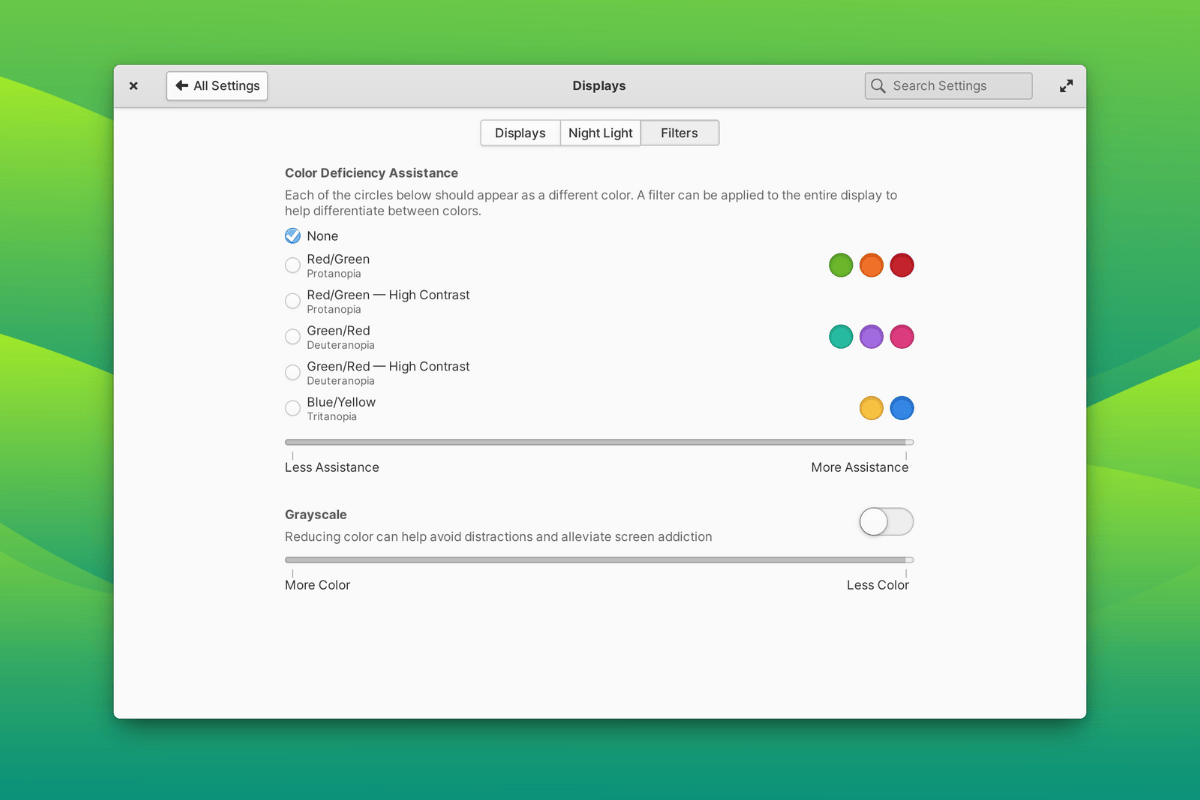 All Settings
Displays
Search Settings
Displays
Night Light
Filters
Color Deficiency Assistance
Each of the circles below should appear as a different color. A filter can be applied to the entire display to
help differentiate between colors.
None
Red/Green
Protanopia
Red/Green — High Contrast
Protanopia
Green/Red
Deuteranopia
Green/Red — High Contrast
Deuteranopia
Blue/Yellow
Tritanopia
Less Assistance
More Assistance
Grayscale
Reducing color can help avoid distractions and alleviate screen addiction
More Color
Less Color